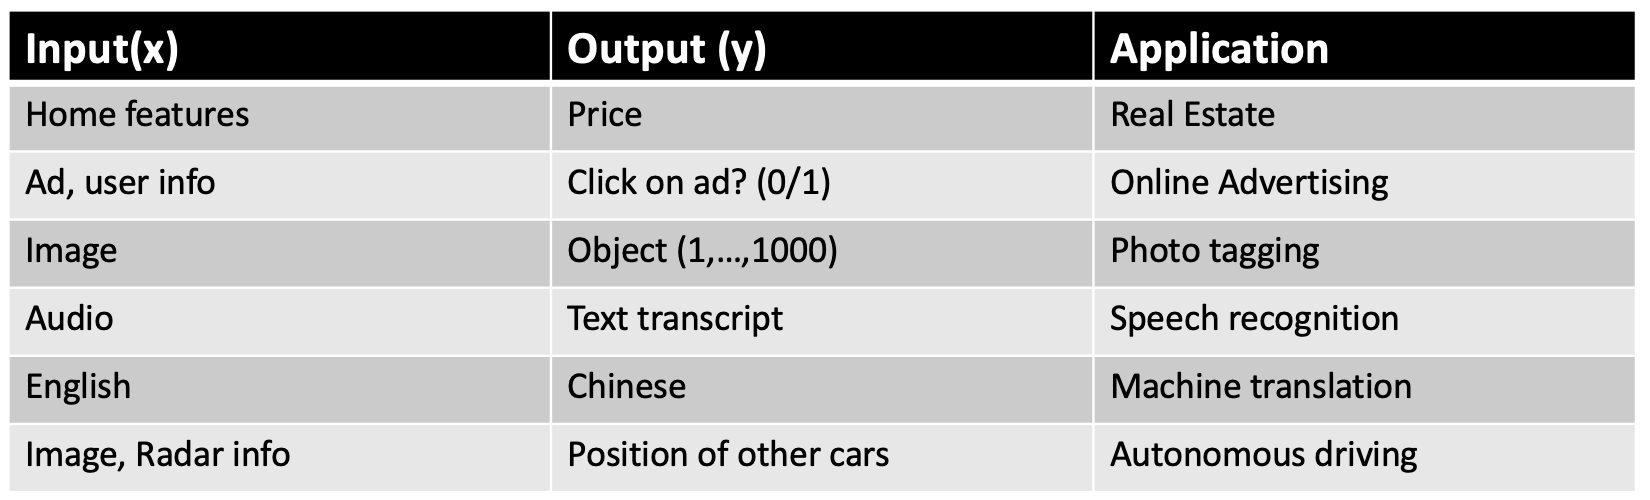 Input(x) Output (y) Application
Home features Price Real Estate
Ad, user info Click on ad? (0/1) Online Advertising
Image Object (1,...,1000) Photo tagging
Audio Text transcript Speech recognition
English Chinese Machine translation
Image, Radar info Position of other cars Autonomous driving